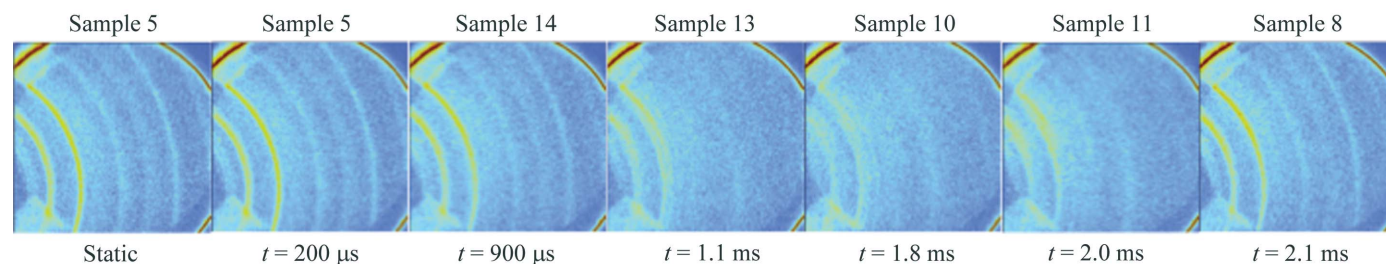 Sample 5 Sample 5 Sample 14 Sample 13 Sample 10 Sample 11 Sample 8
Static t = 200 μs t = 900 μs t = 1.1 ms t = 1.8 ms t = 2.0 ms t = 2.1 ms